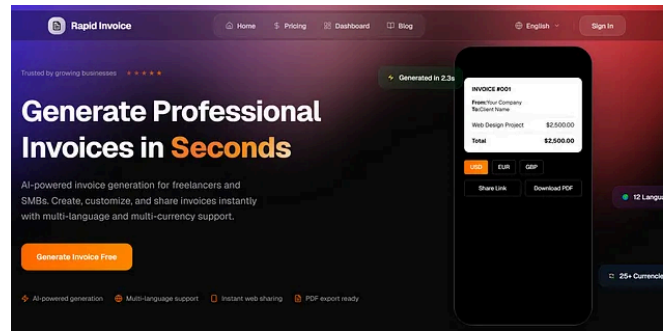 Rapid Invoice
Home
Pricing
Dashboard
Blog
English
Sign In
Trusted by growing businesses
Generate Professional
Invoices in Seconds
AI-powered invoice generation for freelancers and
SMBs. Create, customize, and share invoices instantly
with multi-language and multi-currency support.
Generate Invoice Free
AI-powered generation
Multi-language support
Instant web sharing
PDF export ready
Generated in 2.3s
INVOICE #001
From:Your Company
To:Client Name
Web Design Project $2,500.00
Total $2,500.00
USD EUR GBP
Share Link Download PDF
12 Langu
25+ Currencie